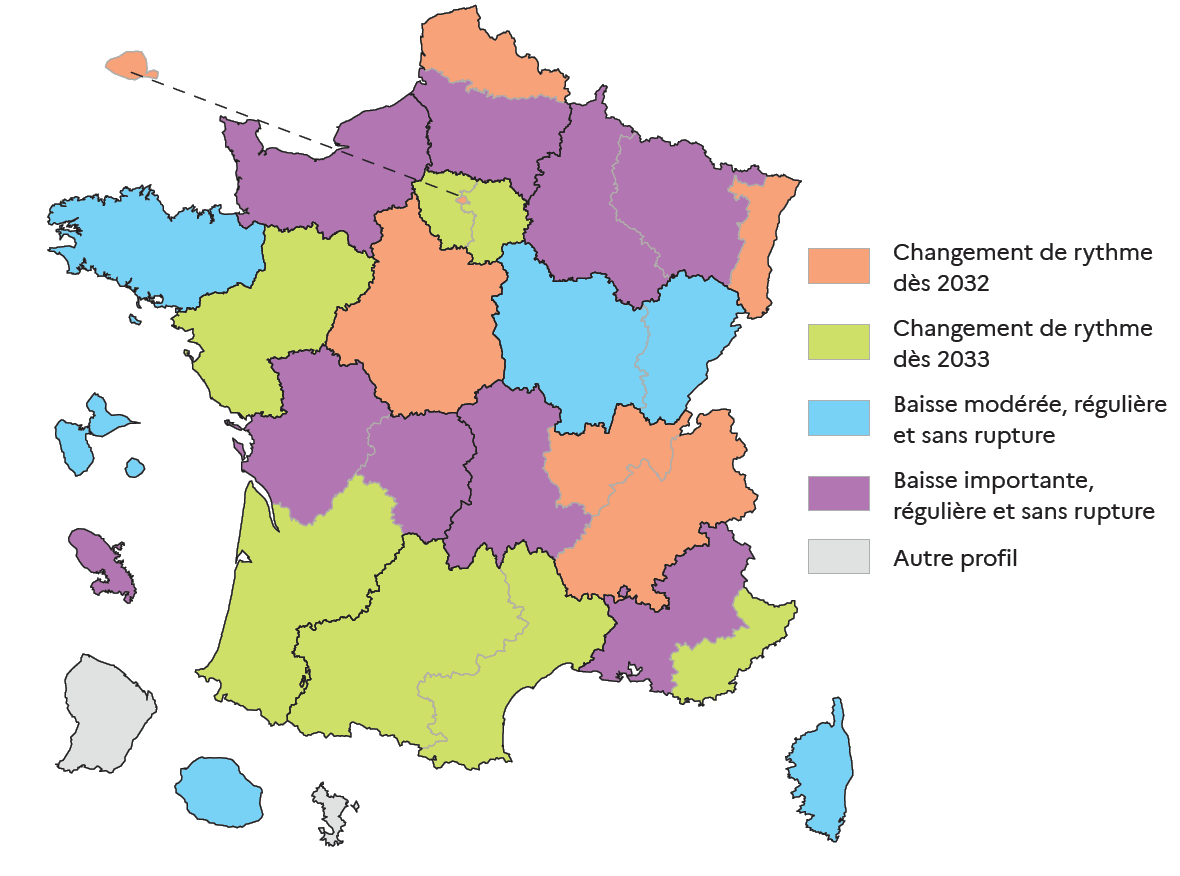 Changement de rythme
dès 2032
Changement de rythme
dès 2033
Baisse modérée, régulière
et sans rupture
Baisse importante,
régulière et sans rupture
Autre profil